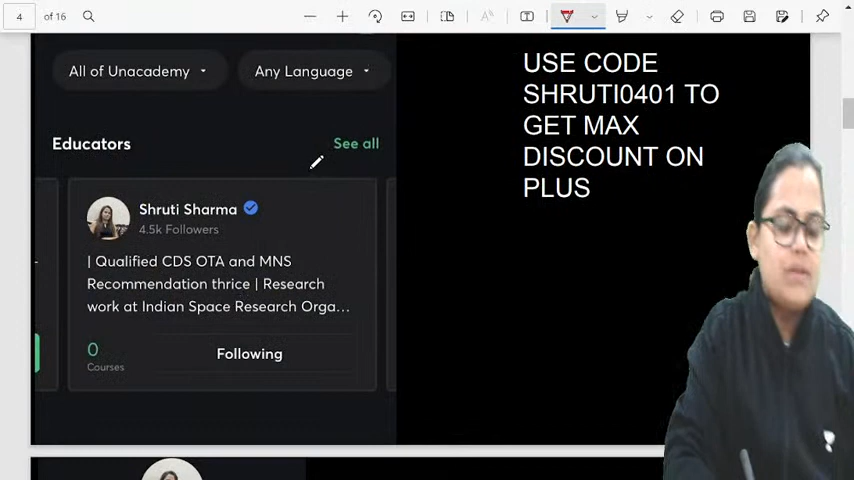 4 of 16
All of Unacademy
Any Language
Educators
See all
Shruti Sharma
4.5k Followers
| Qualified CDS OTA and MNS
Recommendation thrice | Research
work at Indian Space Research Orga...
0
Courses
Following
USE CODE
SHRUTI0401 TO
GET MAX
DISCOUNT ON
PLUS